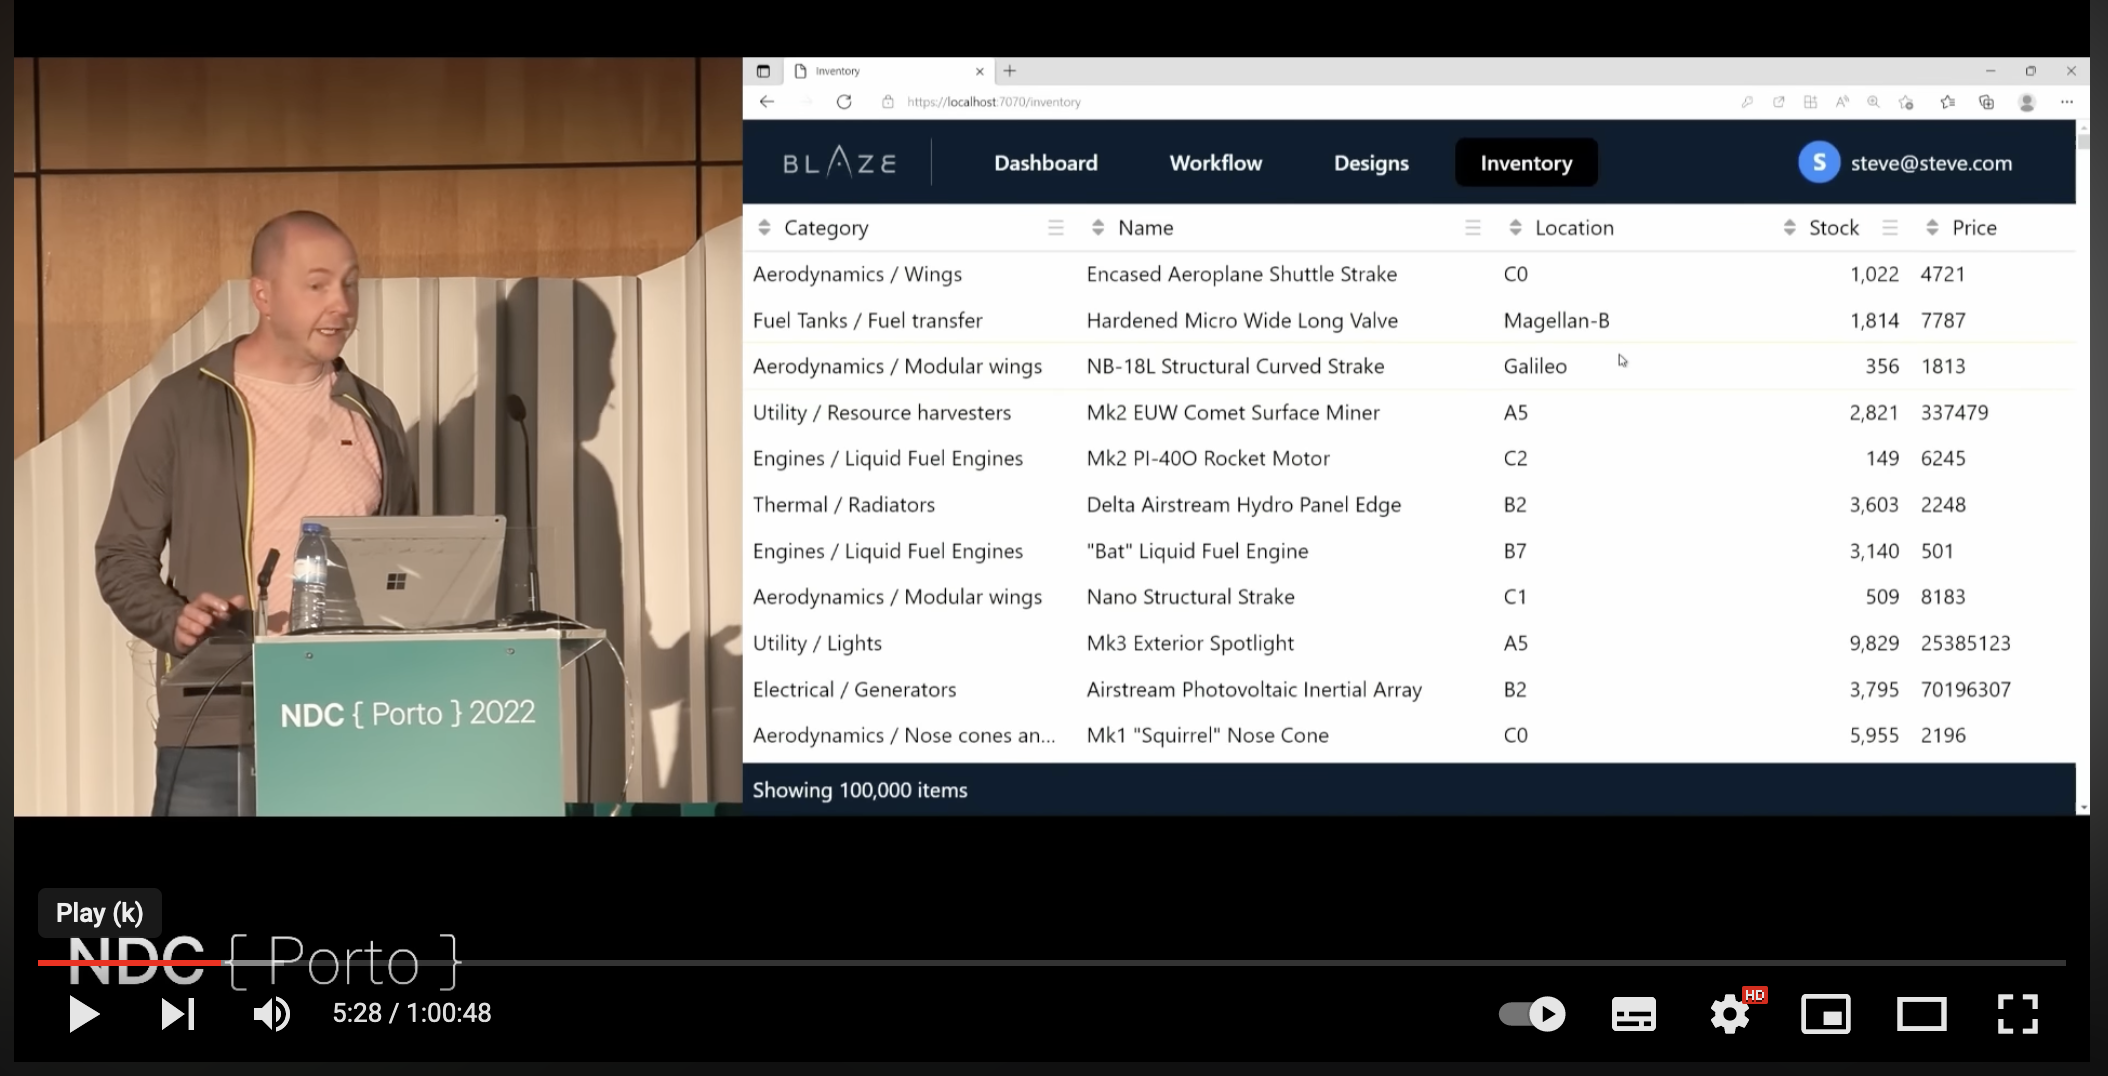 Inventory
https://localhost:7070/inventory
BLAZE
Dashboard Workflow Designs Inventory
S steve@steve.com
Category Name Location Stock Price
Aerodynamics / Wings Encased Aeroplane Shuttle Strake C0 1,022 4721
Fuel Tanks / Fuel transfer Hardened Micro Wide Long Valve Magellan-B 1,814 7787
Aerodynamics / Modular wings NB-18L Structural Curved Strake Galileo 356 1813
Utility / Resource harvesters Mk2 EUW Comet Surface Miner A5 2,821 337479
Engines / Liquid Fuel Engines Mk2 PI-40O Rocket Motor C2 149 6245
Thermal / Radiators Delta Airstream Hydro Panel Edge B2 3,603 2248
Engines / Liquid Fuel Engines "Bat" Liquid Fuel Engine B7 3,140 501
Aerodynamics / Modular wings Nano Structural Strake C1 509 8183
Utility / Lights Mk3 Exterior Spotlight A5 9,829 25385123
Electrical / Generators Airstream Photovoltaic Inertial Array B2 3,795 70196307
Aerodynamics / Nose cones an... Mk1 "Squirrel" Nose Cone C0 5,955 2196
Showing 100,000 items
NDC { Porto } 2022
Play (k)
NDC { Porto }
5:28 / 1:00:48
HD